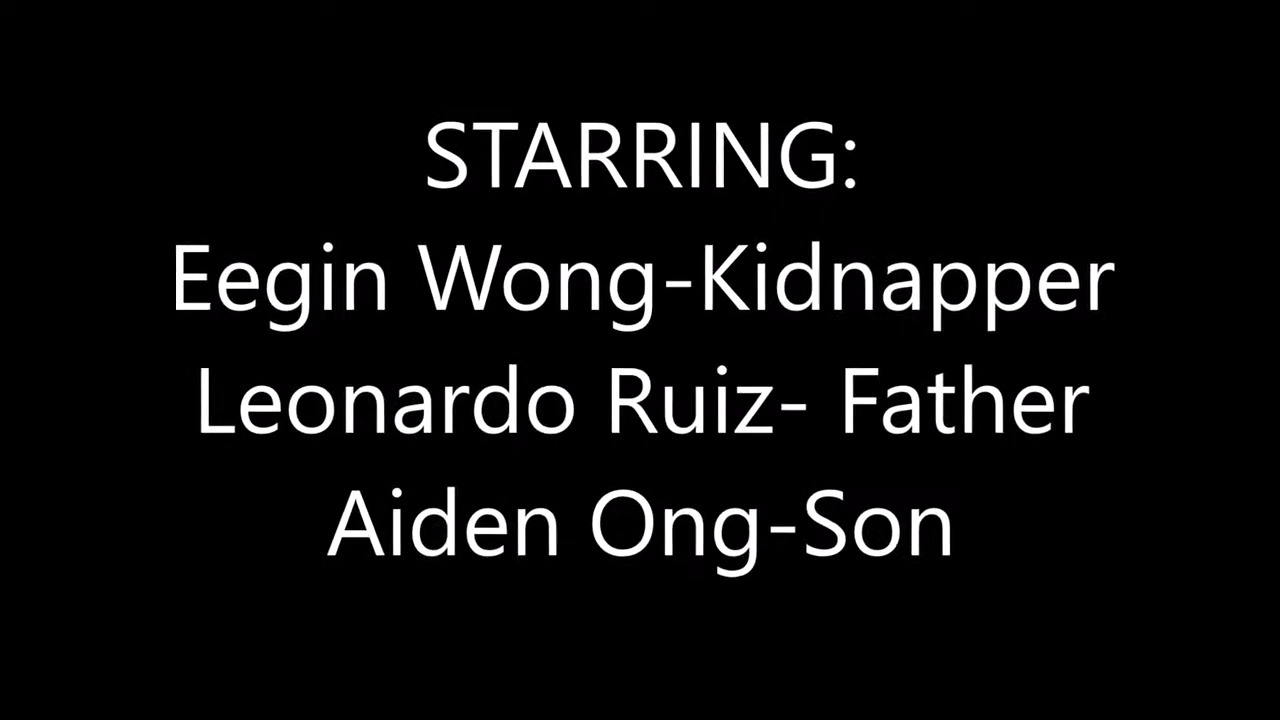 STARRING:
Eegin Wong-Kidnapper
Leonardo Ruiz- Father
Aiden Ong-Son